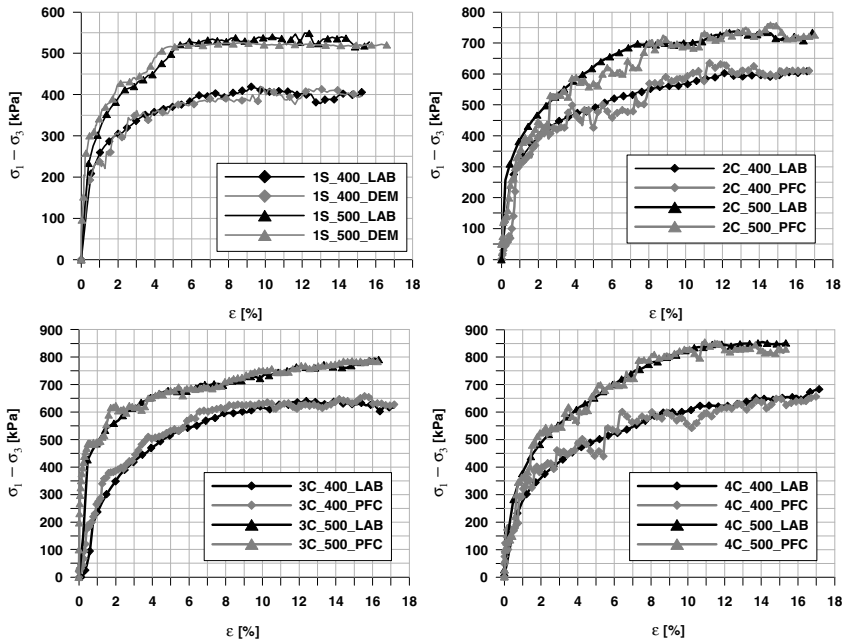 600
500
400
300
200
100
0
σ1 – σ3 [kPa]
1S_400_LAB
1S_400_DEM
1S_500_LAB
1S_500_DEM
0 2 4 6 8 10 12 14 16 18
ε [%]
800
700
600
500
400
300
200
100
0
σ1 – σ3 [kPa]
2C_400_LAB
2C_400_PFC
2C_500_LAB
2C_500_PFC
0 2 4 6 8 10 12 14 16 18
ε [%]
900
800
700
600
500
400
300
200
100
0
σ1 – σ3 [kPa]
3C_400_LAB
3C_400_PFC
3C_500_LAB
3C_500_PFC
0 2 4 6 8 10 12 14 16 18
ε [%]
900
800
700
600
500
400
300
200
100
0
σ1 – σ3 [kPa]
4C_400_LAB
4C_400_PFC
4C_500_LAB
4C_500_PFC
0 2 4 6 8 10 12 14 16 18
ε [%]